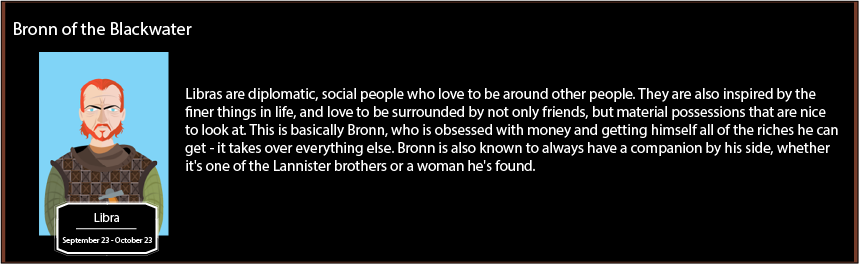 Bronn of the Blackwater
Libras are diplomatic, social people who love to be around other people. They are also inspired by the
finer things in life, and love to be surrounded by not only friends, but material possessions that are nice
to look at. This is basically Bronn, who is obsessed with money and getting himself all of the riches he can
get - it takes over everything else. Bronn is also known to always have a companion by his side, whether
it's one of the Lannister brothers or a woman he's found.
Libra
September 23 - October 23